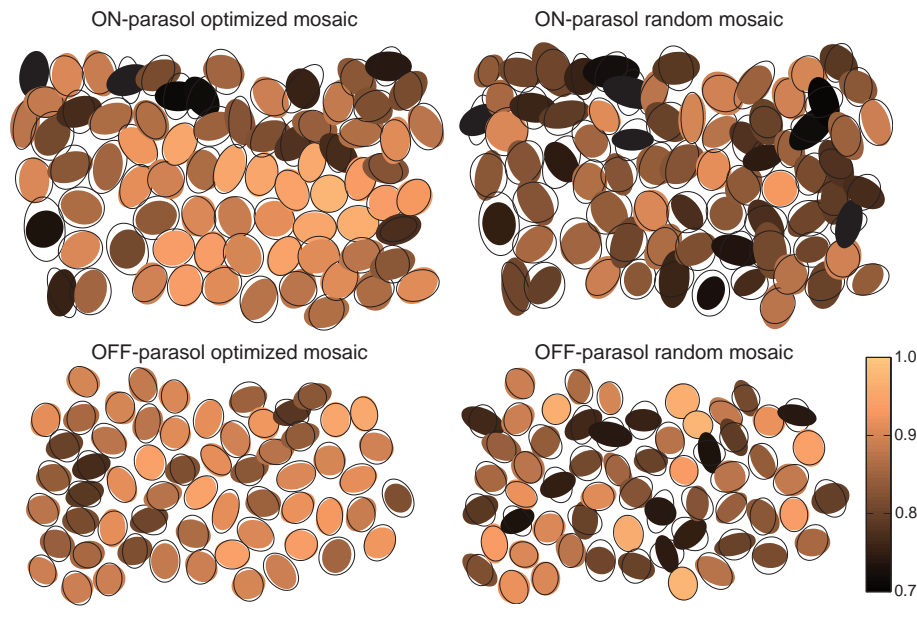 ON-parasol optimized mosaic
ON-parasol random mosaic
OFF-parasol optimized mosaic
OFF-parasol random mosaic
1.0
0.9
0.8
0.7